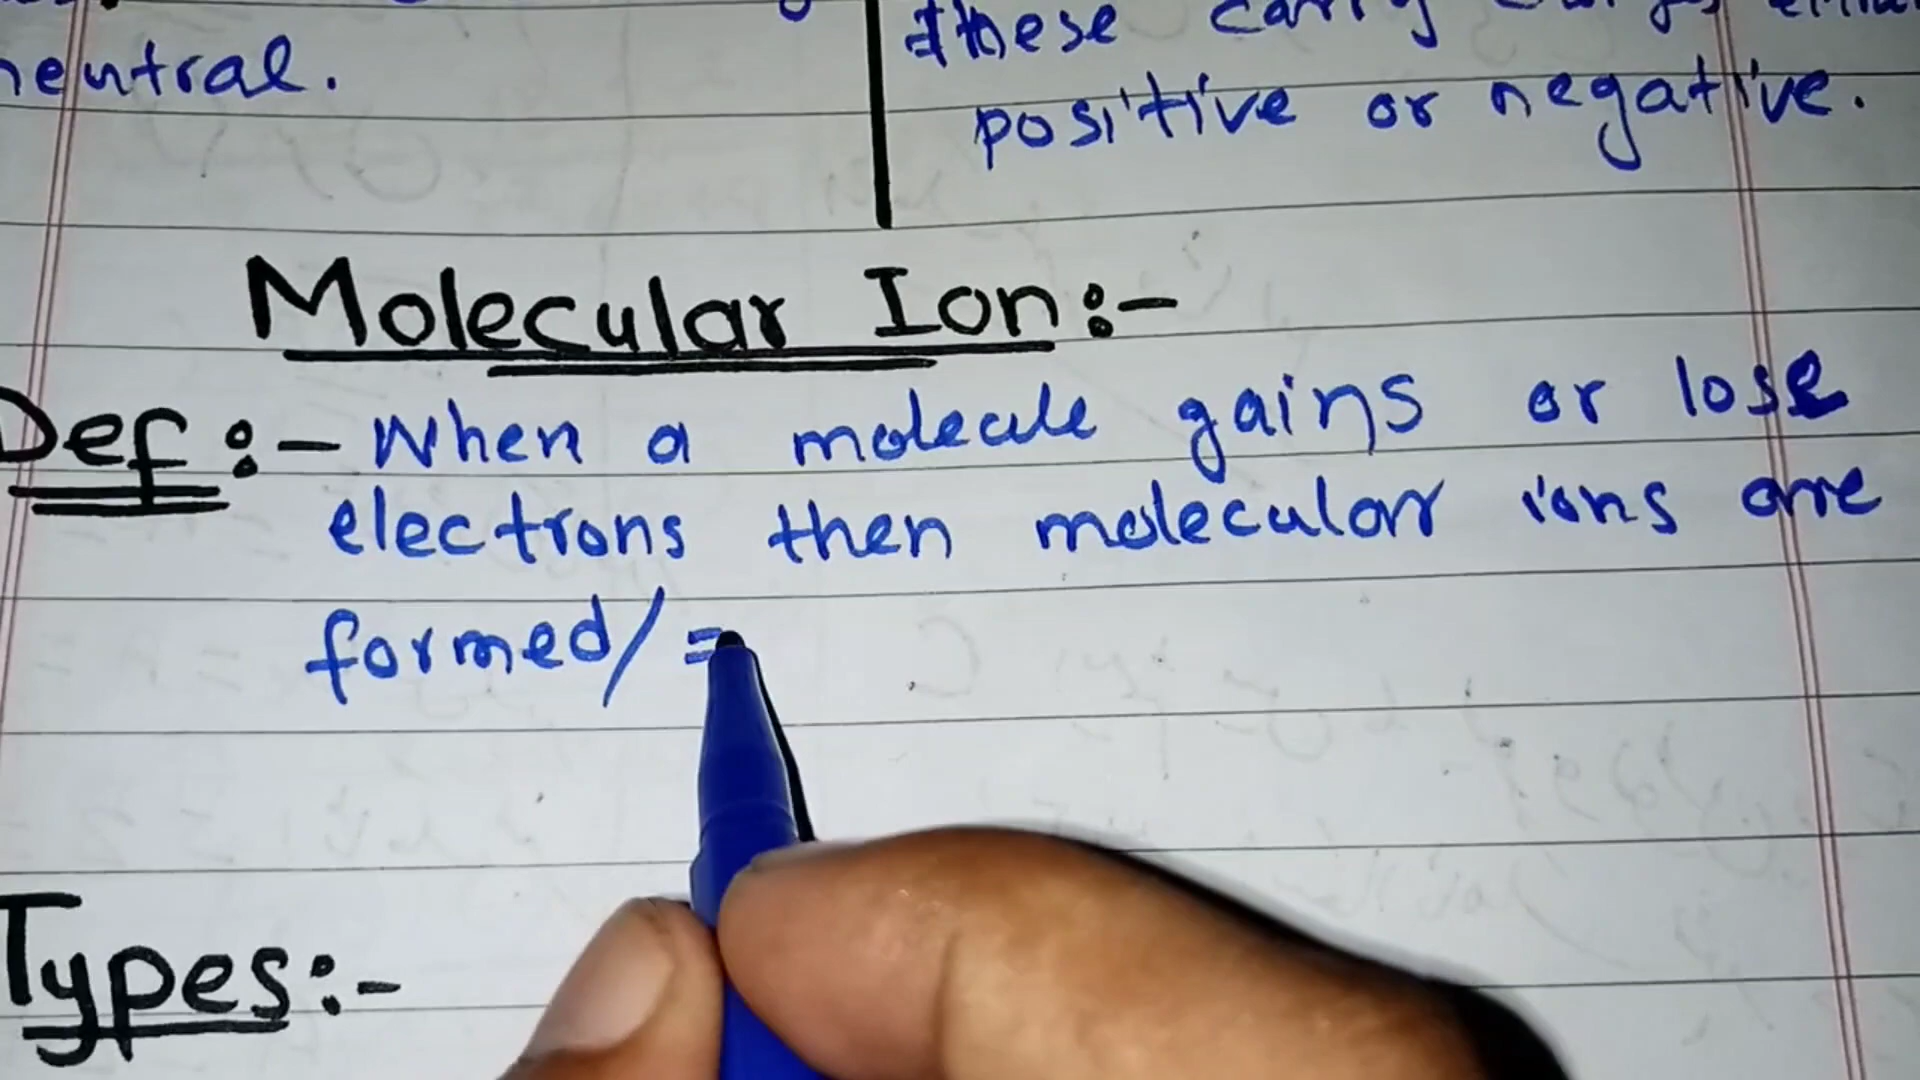 neutral.
these carry
positive or negative.
Molecular Ion:-
Def:- When a molecule gains or lose
electrons then molecular ions are
formed/ =
Types:-